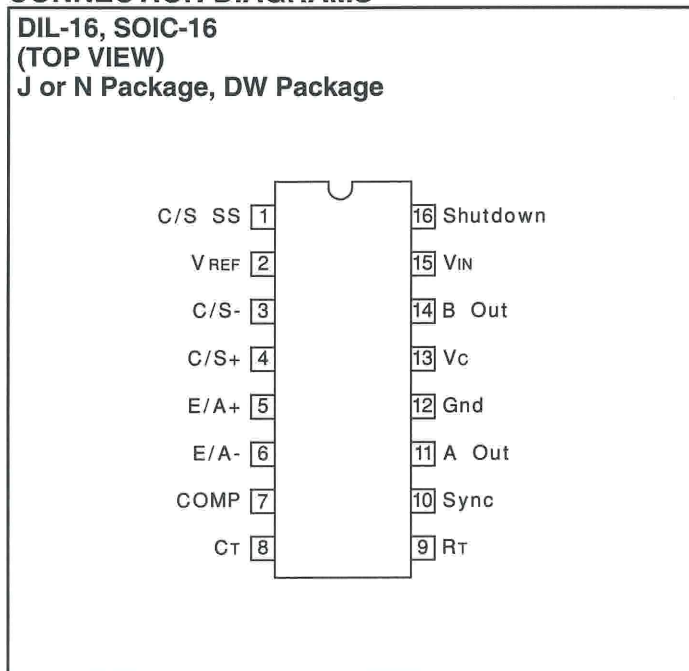 DIL-16, SOIC-16
(TOP VIEW)
J or N Package, DW Package
C/S SS 1
16 Shutdown
VREF 2
15 VIN
C/S- 3
14 B Out
C/S+ 4
13 Vc
E/A+ 5
12 Gnd
E/A- 6
11 A Out
COMP 7
10 Sync
CT 8
9 RT